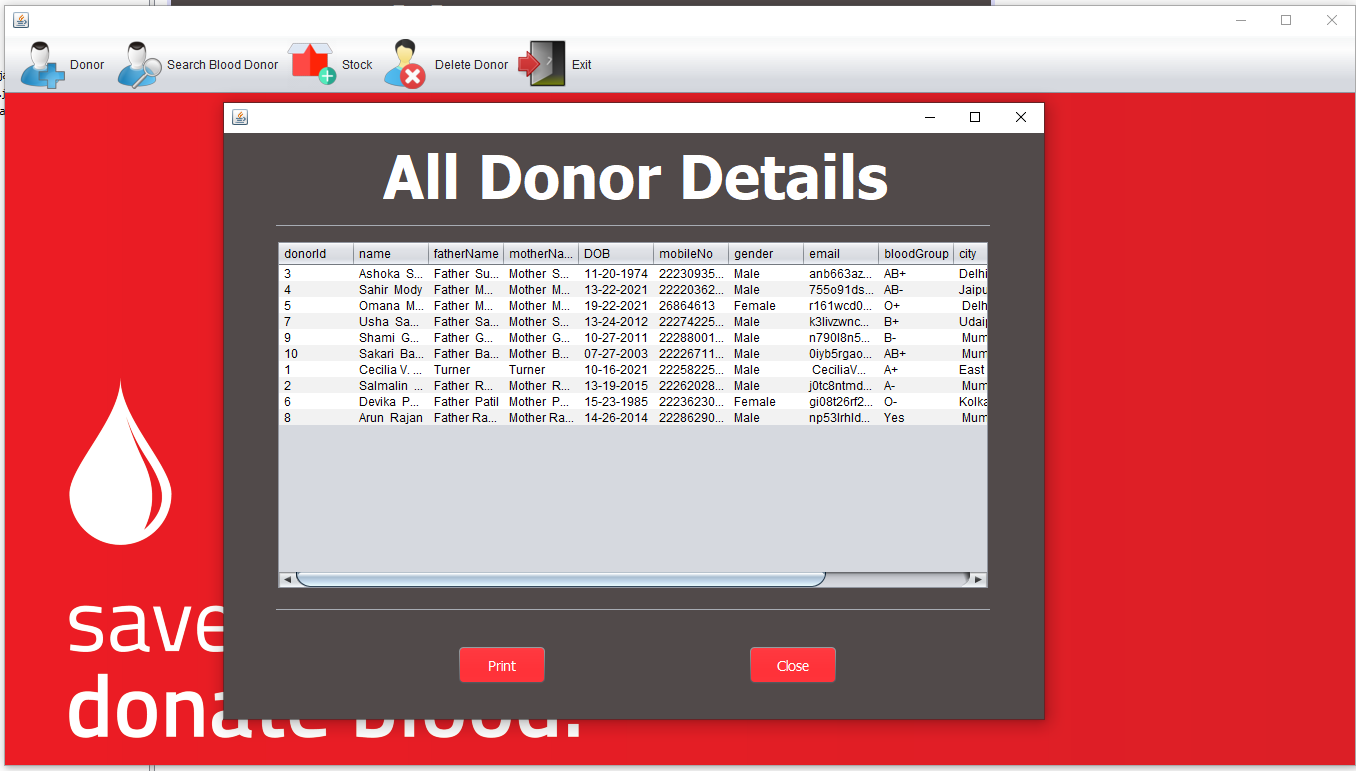 Donor Search Blood Donor Stock Delete Donor Exit
All Donor Details
donorId name fatherName motherNa... DOB mobileNo gender email bloodGroup city
3 Ashoka S... Father Su... Mother S... 11-20-1974 22230935... Male anb663az... AB+ Delhi
4 Sahir Mody Father M... Mother M... 13-22-2021 22220362... Male 755o91ds... AB- Jaipu
5 Omana M... Father M... Mother M... 19-22-2021 26864613 Female r161wcd0... O+ Delh
7 Usha Sa... Father Sa... Mother S... 13-24-2012 22274225... Male k3livzwnc... B+ Udaip
9 Shami G... Father G... Mother G... 10-27-2011 22288001... Male n790l8n5... B- Mum
10 Sakari Ba... Father Ba... Mother B... 07-27-2003 22226711... Male 0iyb5rgao... AB+ Mum
1 Cecilia V. ... Turner Turner 10-16-2021 22258225... Male CeciliaV... A+ East
2 Salmalin ... Father R... Mother R... 13-19-2015 22262028... Male j0tc8ntmd... A- Mum
6 Devika P... Father Patil Mother P... 15-23-1985 22236230... Female gi08t26rf2... O- Kolka
8 Arun Rajan Father Ra... Mother Ra... 14-26-2014 22286290... Male np53lrhld... Yes Mum
Print Close
save
donate blood.